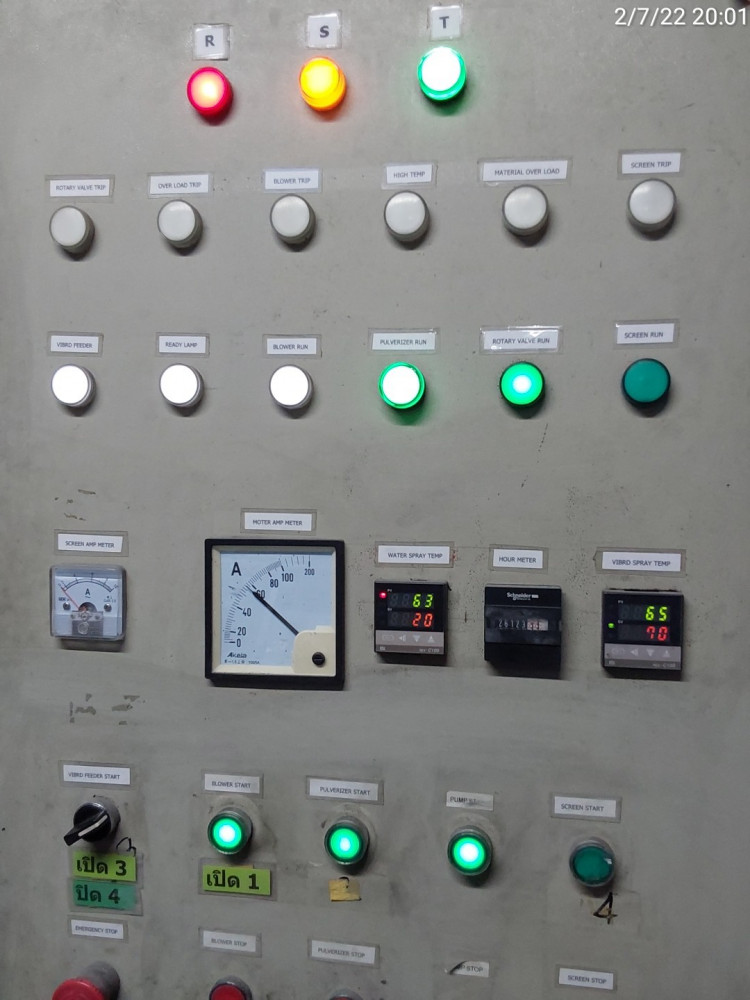 2/7/22 20:01
R
S
T
ROTARY VALVE TRIP
OVER LOAD TRIP
BLOWER TRIP
HIGH TEMP
MATERIAL OVER LOAD
SCREEN TRIP
VIBRO FEEDER
READY LAMP
BLOWER RUN
PULVERIZER RUN
ROTARY VALVE RUN
SCREEN RUN
SCREEN AMP METER
MOTER AMP METER
WATER SPRAY TEMP
HOUR METER
VIBRO SPRAY TEMP
A
A
0
20
40
60
80
100
200
63
20
Schneider
65
70
VIBRO FEEDER START
BLOWER START
PULVERIZER START
PUMP
SCREEN START
เปิด 3
ปิด 4
เปิด 1
4
EMERGENCY STOP
BLOWER STOP
PULVERIZER STOP
STOP
SCREEN STOP